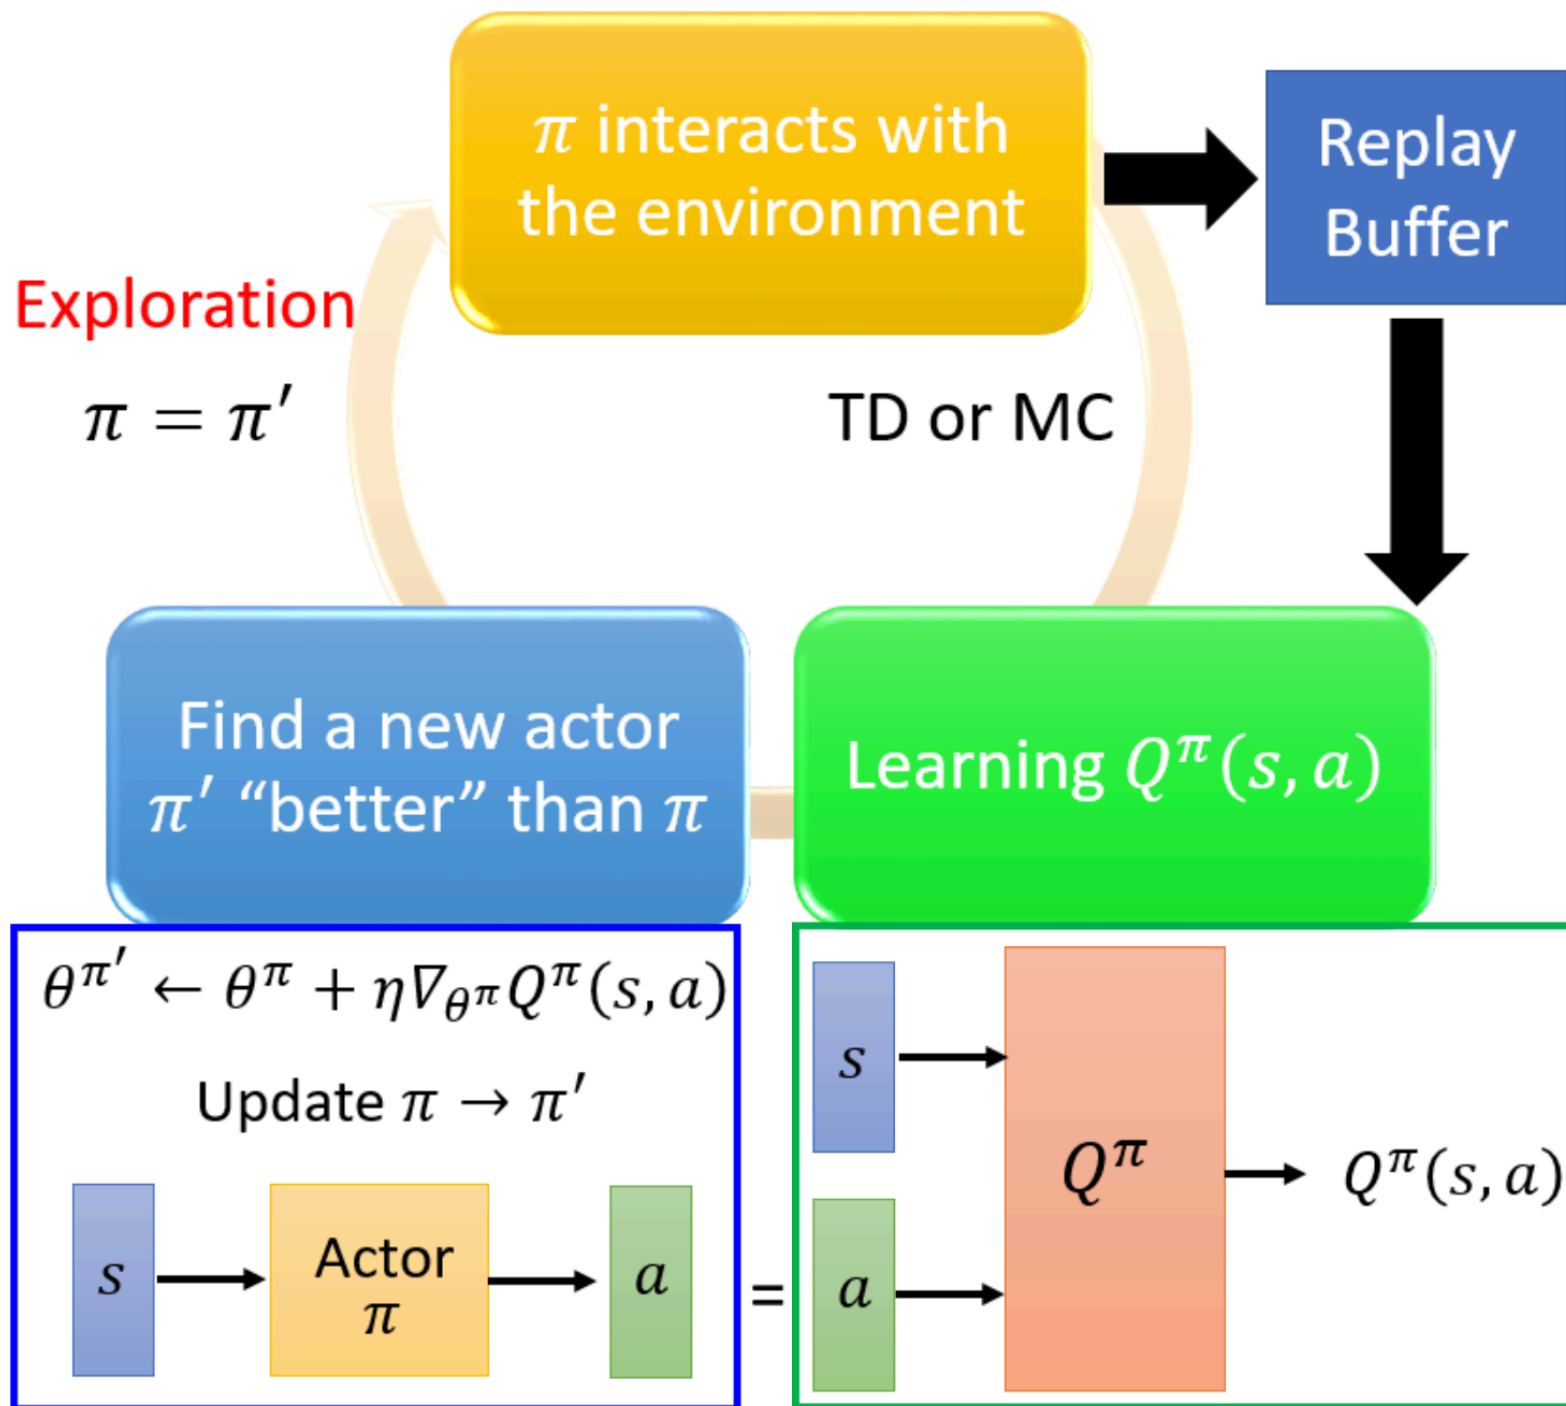 π interacts with
the environment
Replay
Buffer
Exploration
π = π′
TD or MC
Find a new actor
π′ “better” than π
Learning Q^π(s, a)
θ^π′ ← θ^π + η∇_θ^π Q^π(s, a)
Update π → π′
s
Actor
π
a
=
s
a
Q^π
Q^π(s, a)